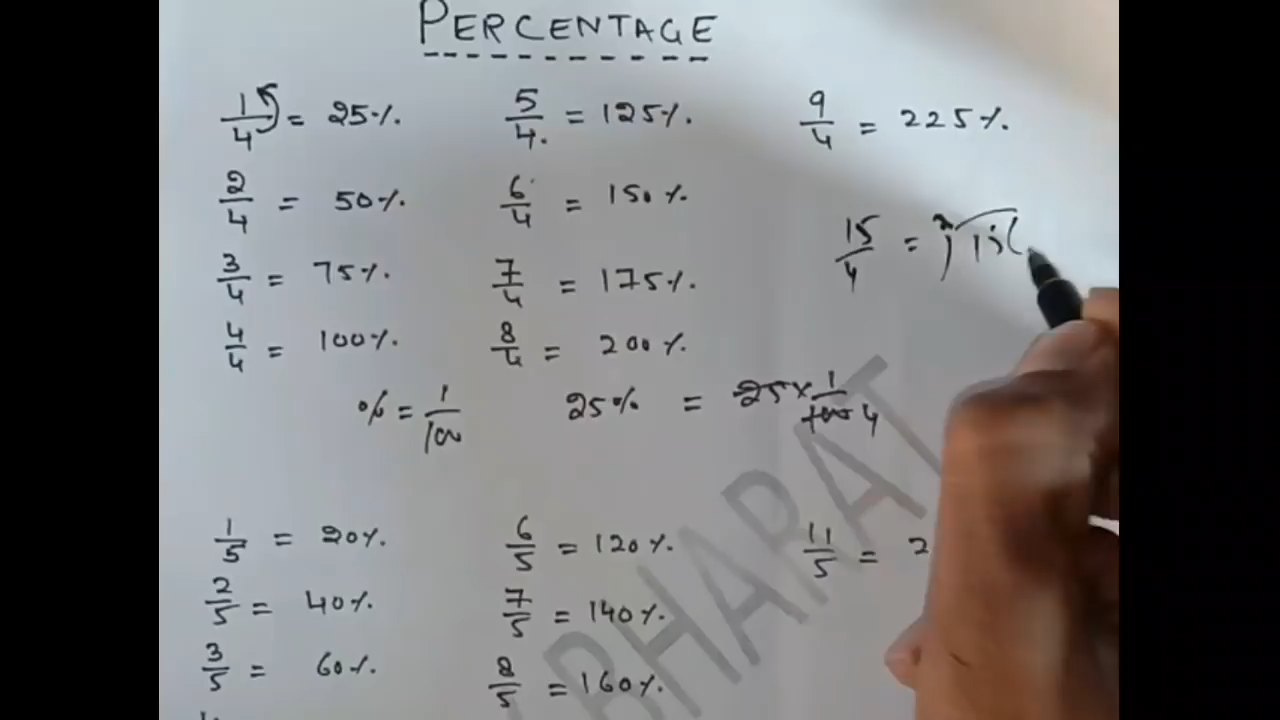 PERCENTAGE
1/4 = 25% 5/4 = 125% 9/4 = 225%
2/4 = 50% 6/4 = 150% 15/4 =
3/4 = 75% 7/4 = 175%
4/4 = 100% 8/4 = 200%
% = 1/100 25% = 25 × 1/100 4
1/5 = 20% 6/5 = 120% 11/5 = 2
2/5 = 40% 7/5 = 140%
3/5 = 60% 8/5 = 160%
BHARAT